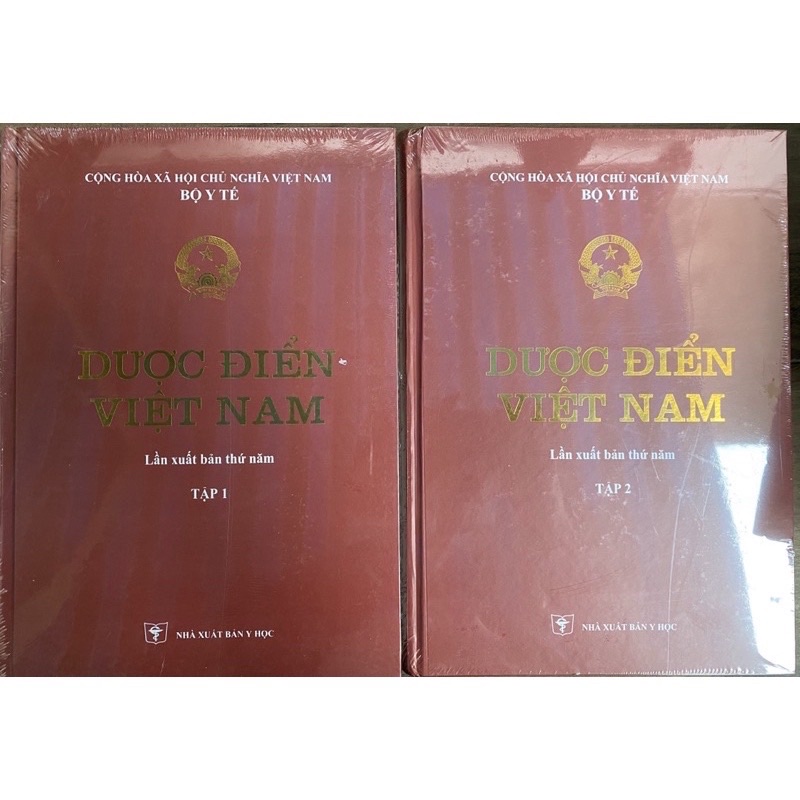 CỘNG HÒA XÃ HỘI CHỦ NGHĨA VIỆT NAM
BỘ Y TẾ
DƯỢC ĐIỂN
VIỆT NAM
Lần xuất bản thứ năm
TẬP 1
NHÀ XUẤT BẢN Y HỌC
CỘNG HÒA XÃ HỘI CHỦ NGHĨA VIỆT NAM
BỘ Y TẾ
DƯỢC ĐIỂN
VIỆT NAM
Lần xuất bản thứ năm
TẬP 2
NHÀ XUẤT BẢN Y HỌC